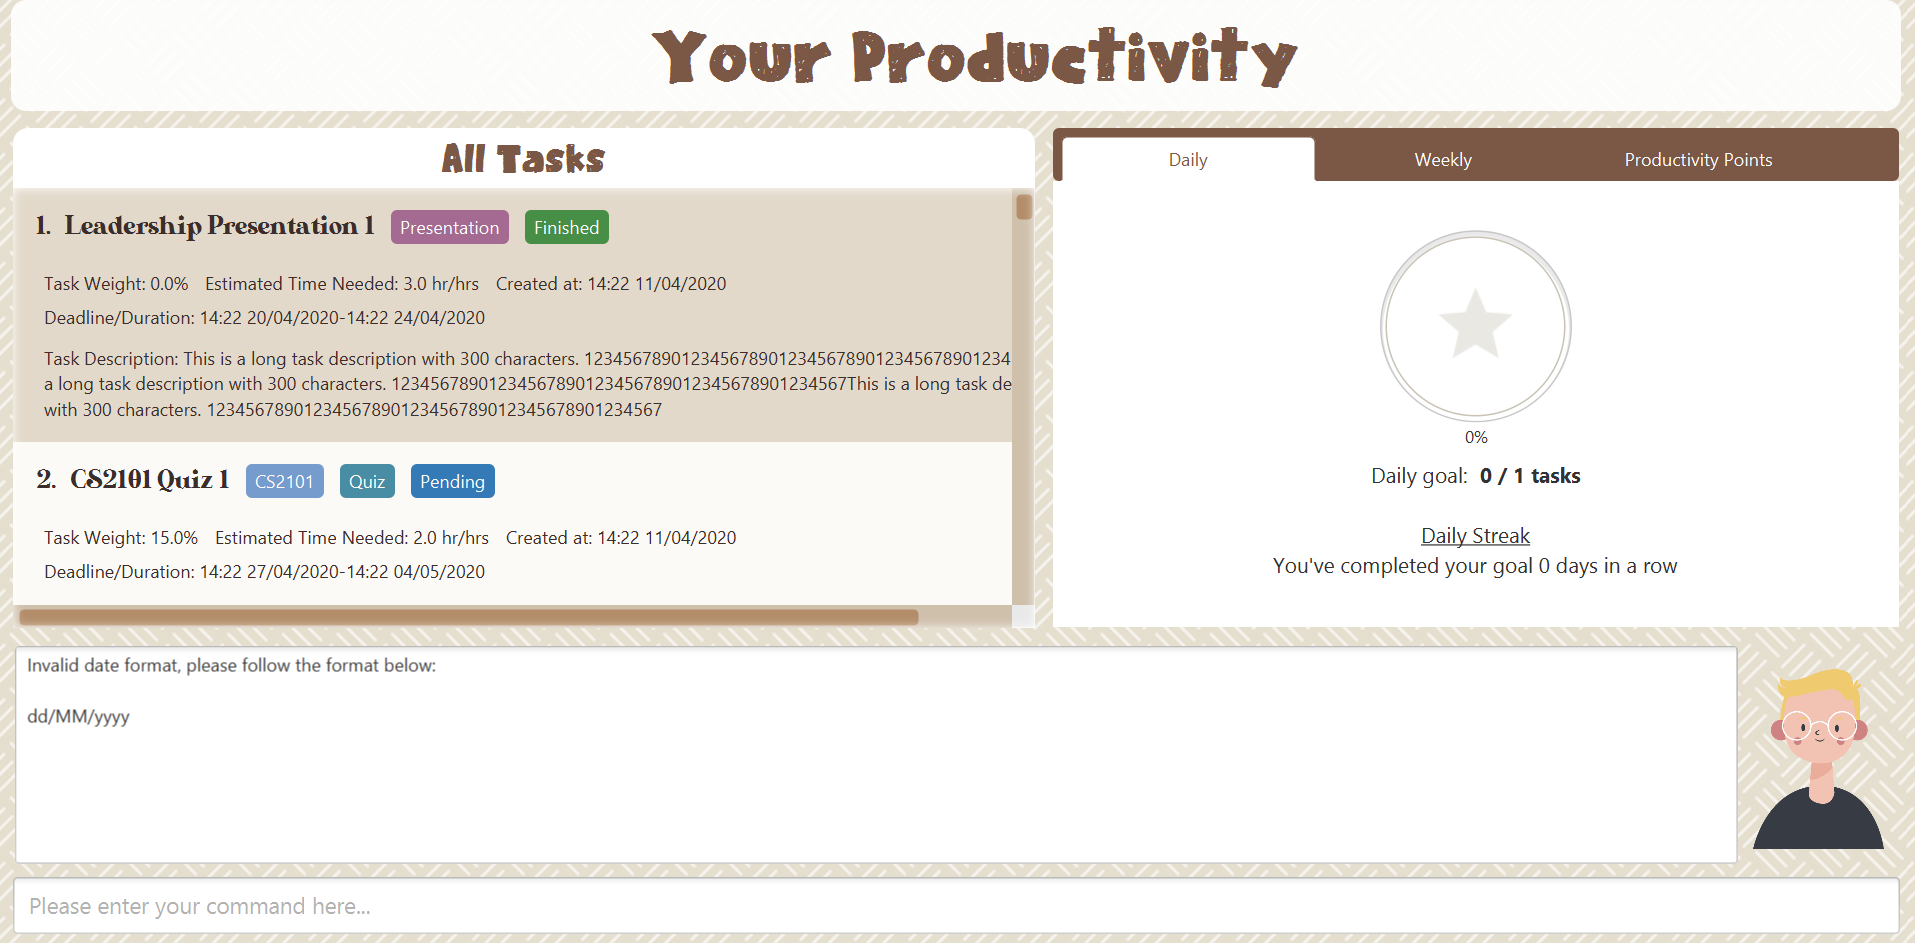 Your Productivity
All Tasks
1. Leadership Presentation 1 Presentation Finished
Task Weight: 0.0% Estimated Time Needed: 3.0 hr/hrs Created at: 14:22 11/04/2020
Deadline/Duration: 14:22 20/04/2020-14:22 24/04/2020
Task Description: This is a long task description with 300 characters. 12345678901234567890123456789012345678901234
a long task description with 300 characters. 12345678901234567890123456789012345678901234567This is a long task de
with 300 characters. 12345678901234567890123456789012345678901234567
2. CS2101 Quiz 1 CS2101 Quiz Pending
Task Weight: 15.0% Estimated Time Needed: 2.0 hr/hrs Created at: 14:22 11/04/2020
Deadline/Duration: 14:22 27/04/2020-14:22 04/05/2020
Daily Weekly Productivity Points
0%
Daily goal: 0 / 1 tasks
Daily Streak
You've completed your goal 0 days in a row
Invalid date format, please follow the format below:
dd/MM/yyyy
Please enter your command here...